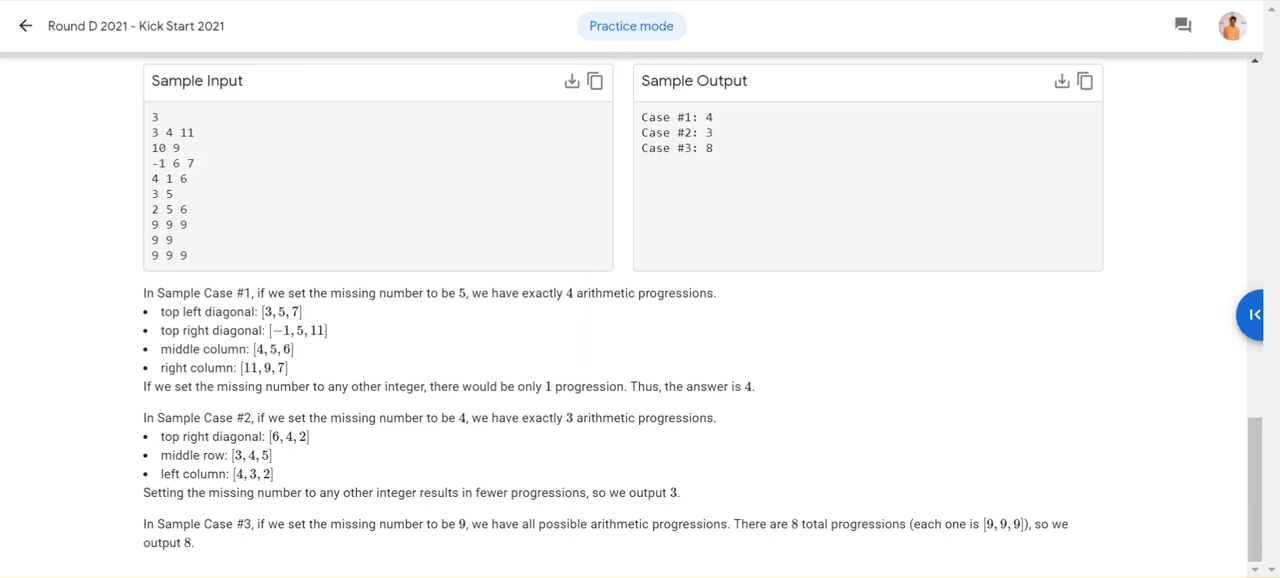 Round D 2021 - Kick Start 2021
Practice mode
Sample Input
Sample Output
3
3 4 11
10 9
-1 6 7
4 1 6
3 5
2 5 6
9 9 9
9 9
9 9 9
Case #1: 4
Case #2: 3
Case #3: 8
In Sample Case #1, if we set the missing number to be 5, we have exactly 4 arithmetic progressions.
• top left diagonal: [3, 5, 7]
• top right diagonal: [−1, 5, 11]
• middle column: [4, 5, 6]
• right column: [11, 9, 7]
If we set the missing number to any other integer, there would be only 1 progression. Thus, the answer is 4.
In Sample Case #2, if we set the missing number to be 4, we have exactly 3 arithmetic progressions.
• top right diagonal: [6, 4, 2]
• middle row: [3, 4, 5]
• left column: [4, 3, 2]
Setting the missing number to any other integer results in fewer progressions, so we output 3.
In Sample Case #3, if we set the missing number to be 9, we have all possible arithmetic progressions. There are 8 total progressions (each one is [9, 9, 9]), so we
output 8.